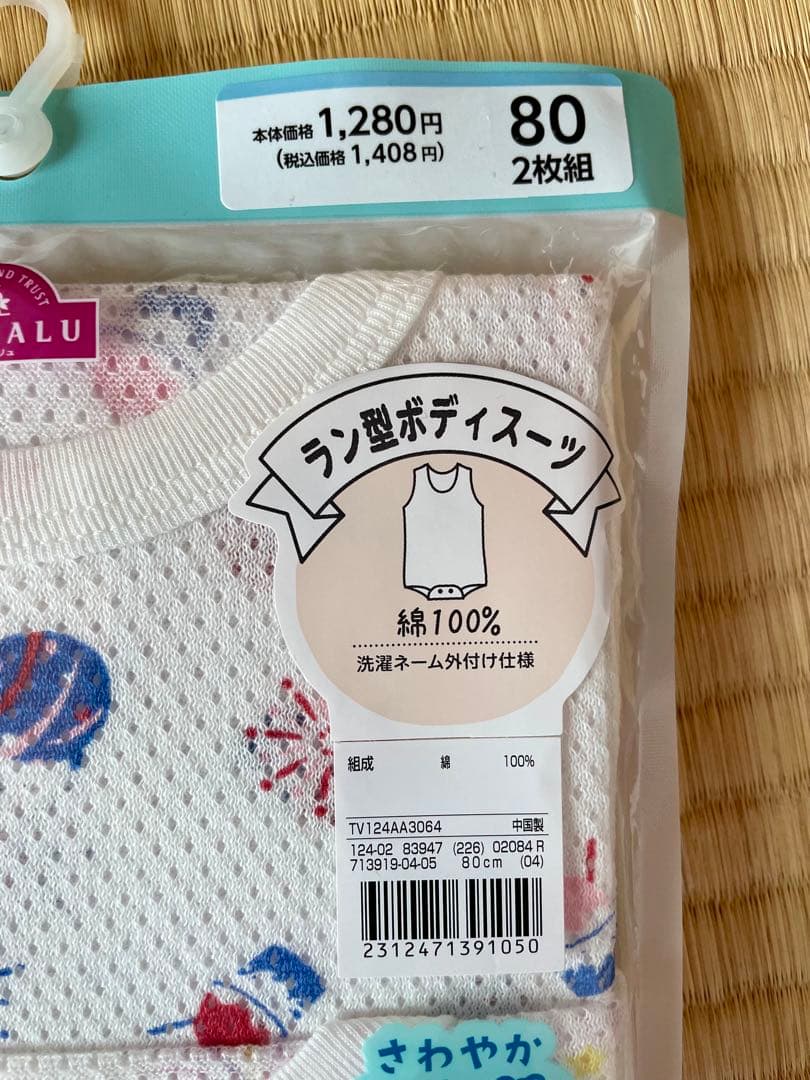 本体価格 1,280円
(税込価格 1,408円)
80
2枚組
ND TRUST
ALU
ラン型ボディスーツ
綿100%
洗濯ネーム外付け仕様
組成 綿 100%
TV124AA3064 中国製
124-02 83947 (226) 02084 R
713919-04-05 80cm (04)
2312471391050
さわやか